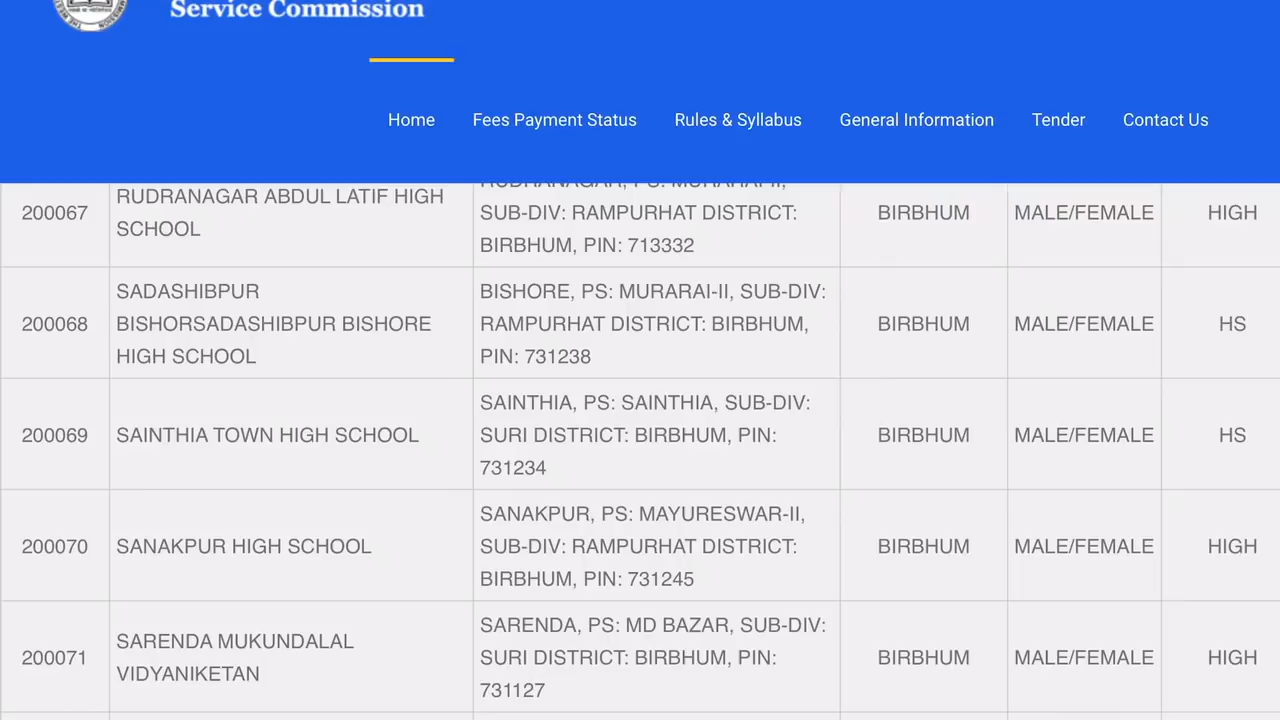 Service Commission
Home Fees Payment Status Rules & Syllabus General Information Tender Contact Us
200067
RUDRANAGAR ABDUL LATIF HIGH
SCHOOL
RUDRANAGAR, PS: MURARAI-II,
SUB-DIV: RAMPURHAT DISTRICT:
BIRBHUM, PIN: 713332
BIRBHUM
MALE/FEMALE
HIGH
200068
SADASHIBPUR
BISHORSADASHIBPUR BISHORE
HIGH SCHOOL
BISHORE, PS: MURARAI-II, SUB-DIV:
RAMPURHAT DISTRICT: BIRBHUM,
PIN: 731238
BIRBHUM
MALE/FEMALE
HS
200069
SAINTHIA TOWN HIGH SCHOOL
SAINTHIA, PS: SAINTHIA, SUB-DIV:
SURI DISTRICT: BIRBHUM, PIN:
731234
BIRBHUM
MALE/FEMALE
HS
200070
SANAKPUR HIGH SCHOOL
SANAKPUR, PS: MAYURESWAR-II,
SUB-DIV: RAMPURHAT DISTRICT:
BIRBHUM, PIN: 731245
BIRBHUM
MALE/FEMALE
HIGH
200071
SARENDA MUKUNDALAL
VIDYANIKETAN
SARENDA, PS: MD BAZAR, SUB-DIV:
SURI DISTRICT: BIRBHUM, PIN:
731127
BIRBHUM
MALE/FEMALE
HIGH